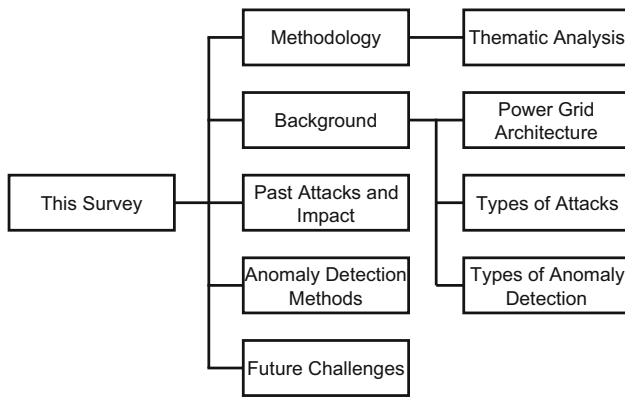 Methodology
Thematic Analysis
Background
Power Grid
Architecture
This Survey
Past Attacks and
Impact
Types of Attacks
Anomaly Detection
Methods
Types of Anomaly
Detection
Future Challenges